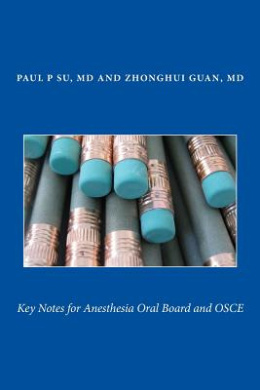 PAUL P SU, MD AND ZHONGHUI GUAN, MD
Key Notes for Anesthesia Oral Board and OSCE